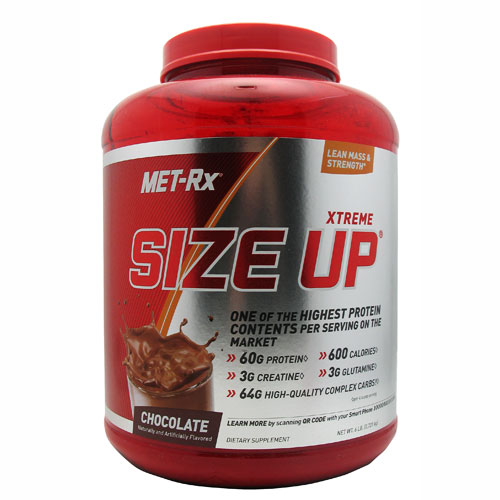 LEAN MASS &
STRENGTH*
MET-Rx®
XTREME
SIZE UP®
ONE OF THE HIGHEST PROTEIN
CONTENTS PER SERVING ON THE
MARKET
» 60G PROTEIN◊ » 600 CALORIES◊
» 3G CREATINE◊ » 3G GLUTAMINE◊
» 64G HIGH-QUALITY COMPLEX CARBS◊
CHOCOLATE
Naturally and Artificially Flavored
LEARN MORE by scanning QR CODE with your Smart Phone
DIETARY SUPPLEMENT
NET WT. 6 LB.